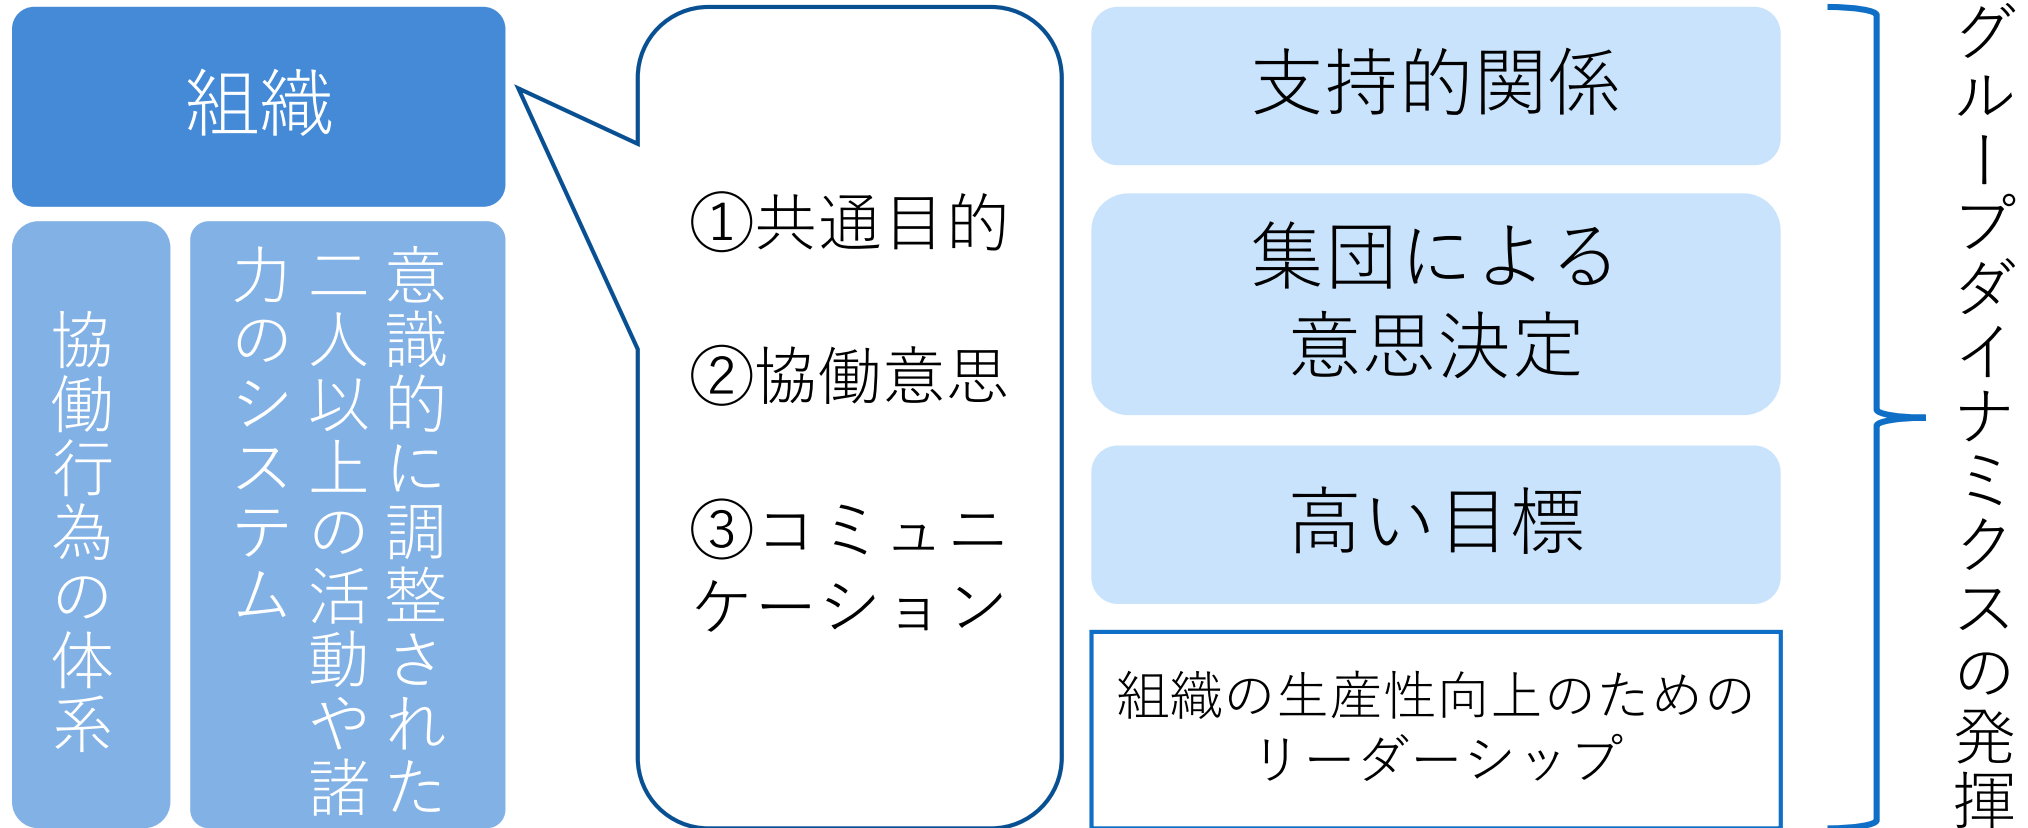 組織
協働行為の体系
意識的に調整された
二人以上の活動や諸
力のシステム
①共通目的
②協働意思
③コミュニ
ケーション
支持的関係
集団による
意思決定
高い目標
組織の生産性向上のための
リーダーシップ
グループダイナミクスの発揮